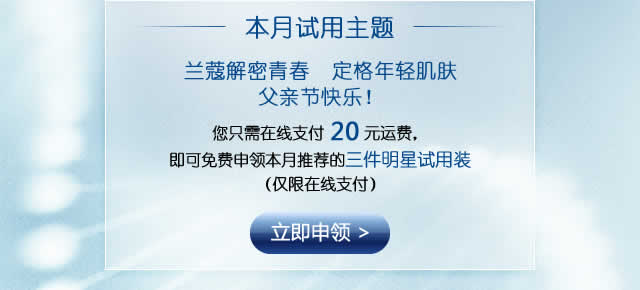 本月试用主题
兰蔻解密青春 定格年轻肌肤
父亲节快乐！
您只需在线支付 20 元运费，
即可免费申领本月推荐的三件明星试用装
（仅限在线支付）
立即申领 >